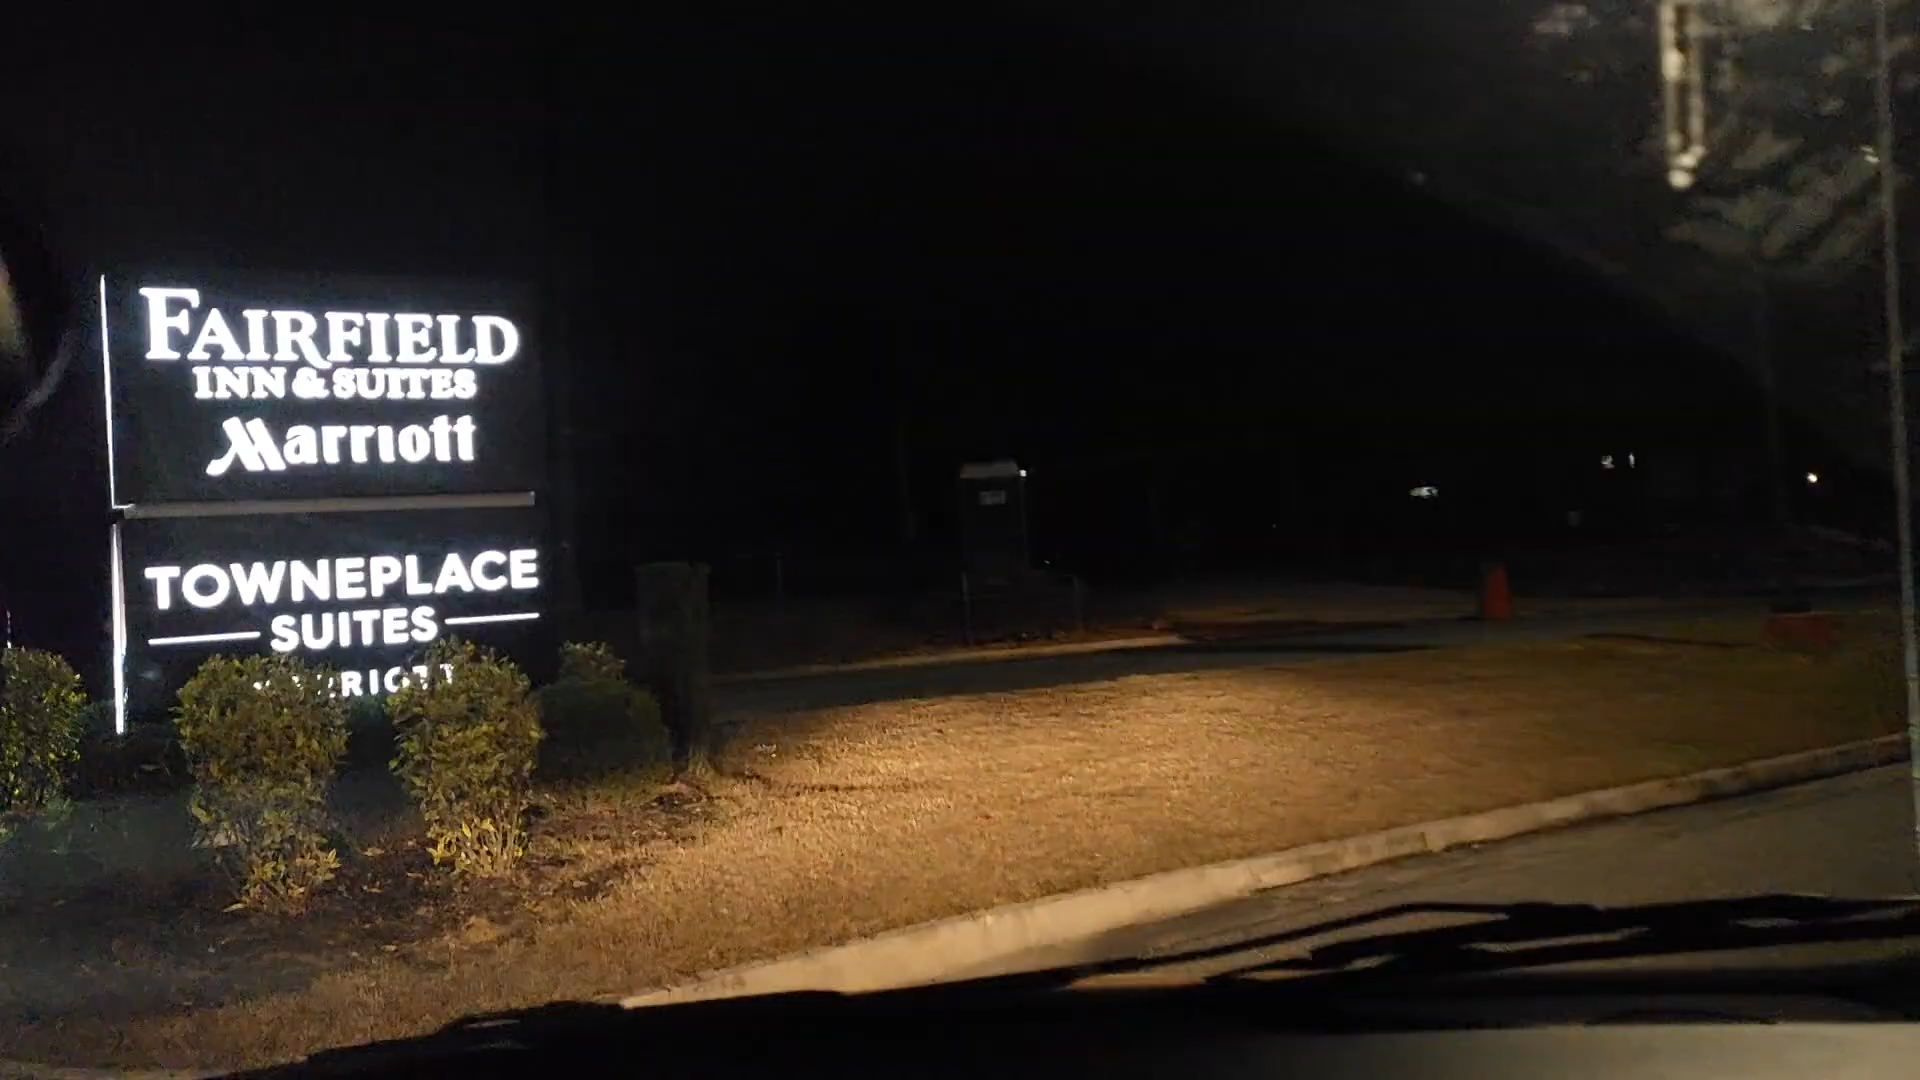 FAIRFIELD
INN & SUITES
Marriott
TOWNEPLACE
SUITES